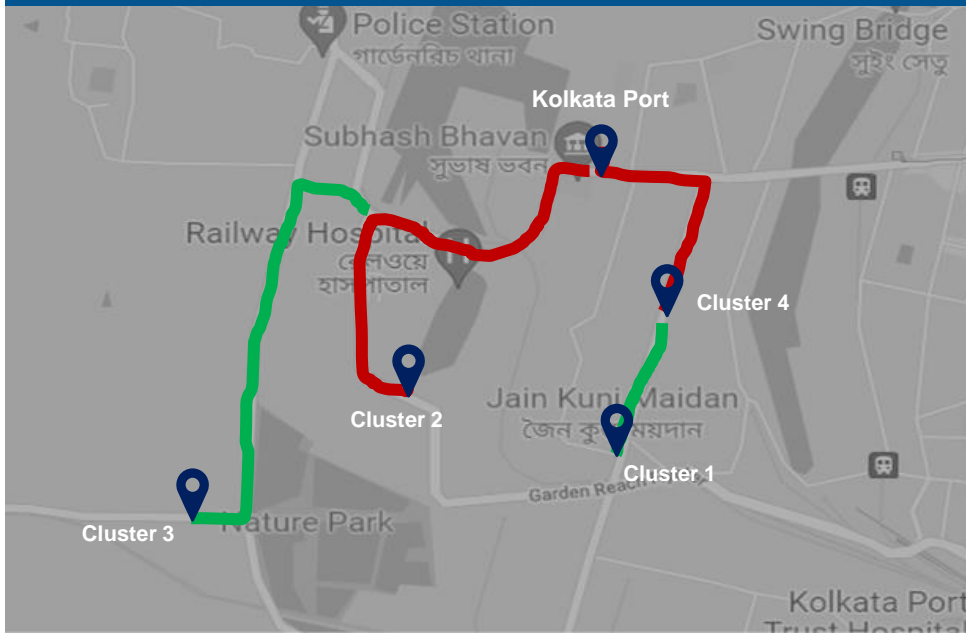 Police Station
গার্ডেনরিচ থানা
Swing Bridge
সুইং সেতু
Kolkata Port
Subhash Bhavan
সুভাষ ভবন
Railway Hospital
রেলওয়ে
হাসপাতাল
Cluster 4
Cluster 2
Jain Kunj Maidan
জৈন কুঞ্জ ময়দান
Cluster 1
Garden Reach
Cluster 3
Nature Park
Kolkata Port
Trust Hospital